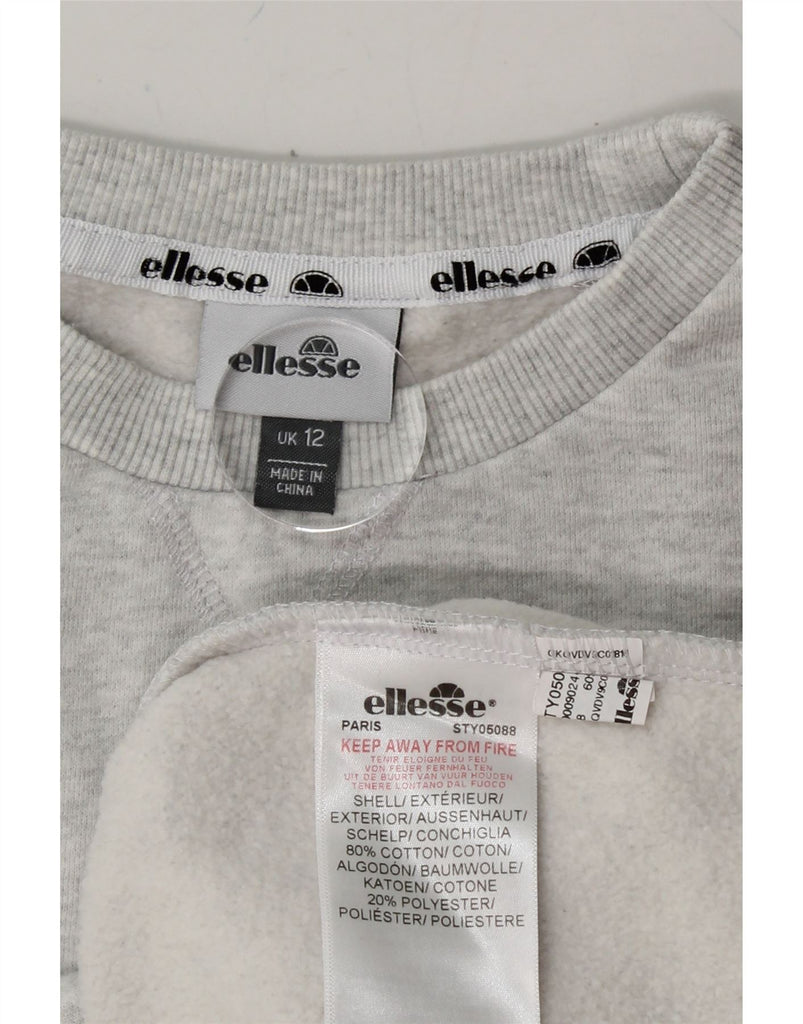 ellesse ellesse
ellesse
UK 12
MADE IN
CHINA
ellesse®
PARIS STY05088
KEEP AWAY FROM FIRE
TENIR ELOIGNE DU FEU
VON FEUER FERNHALTEN
UIT DE BUURT VAN VUUR HOUDEN
TENERE LONTANO DAL FUOCO
SHELL/ EXTÉRIEUR/
EXTERIOR/ AUSSENHAUT/
SCHELP/ CONCHIGLIA
80% COTTON/ COTON/
ALGODÓN/ BAUMWOLLE/
KATOEN/ COTONE
20% POLYESTER/
POLIÉSTER/ POLIESTERE